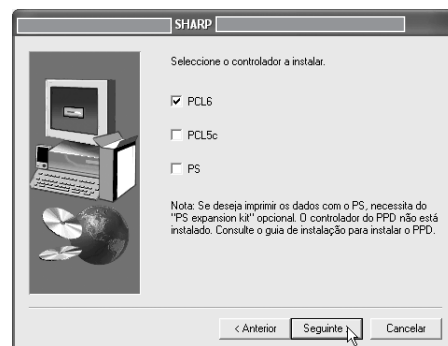 SHARP
Seleccione o controlador a instalar.
PCL6
PCL5c
PS
Nota: Se deseja imprimir os dados com o PS, necessita do
"PS expansion kit" opcional. O controlador do PPD não está
instalado. Consulte o guia de instalação para instalar o PPD.
< Anterior
Seguinte >
Cancelar